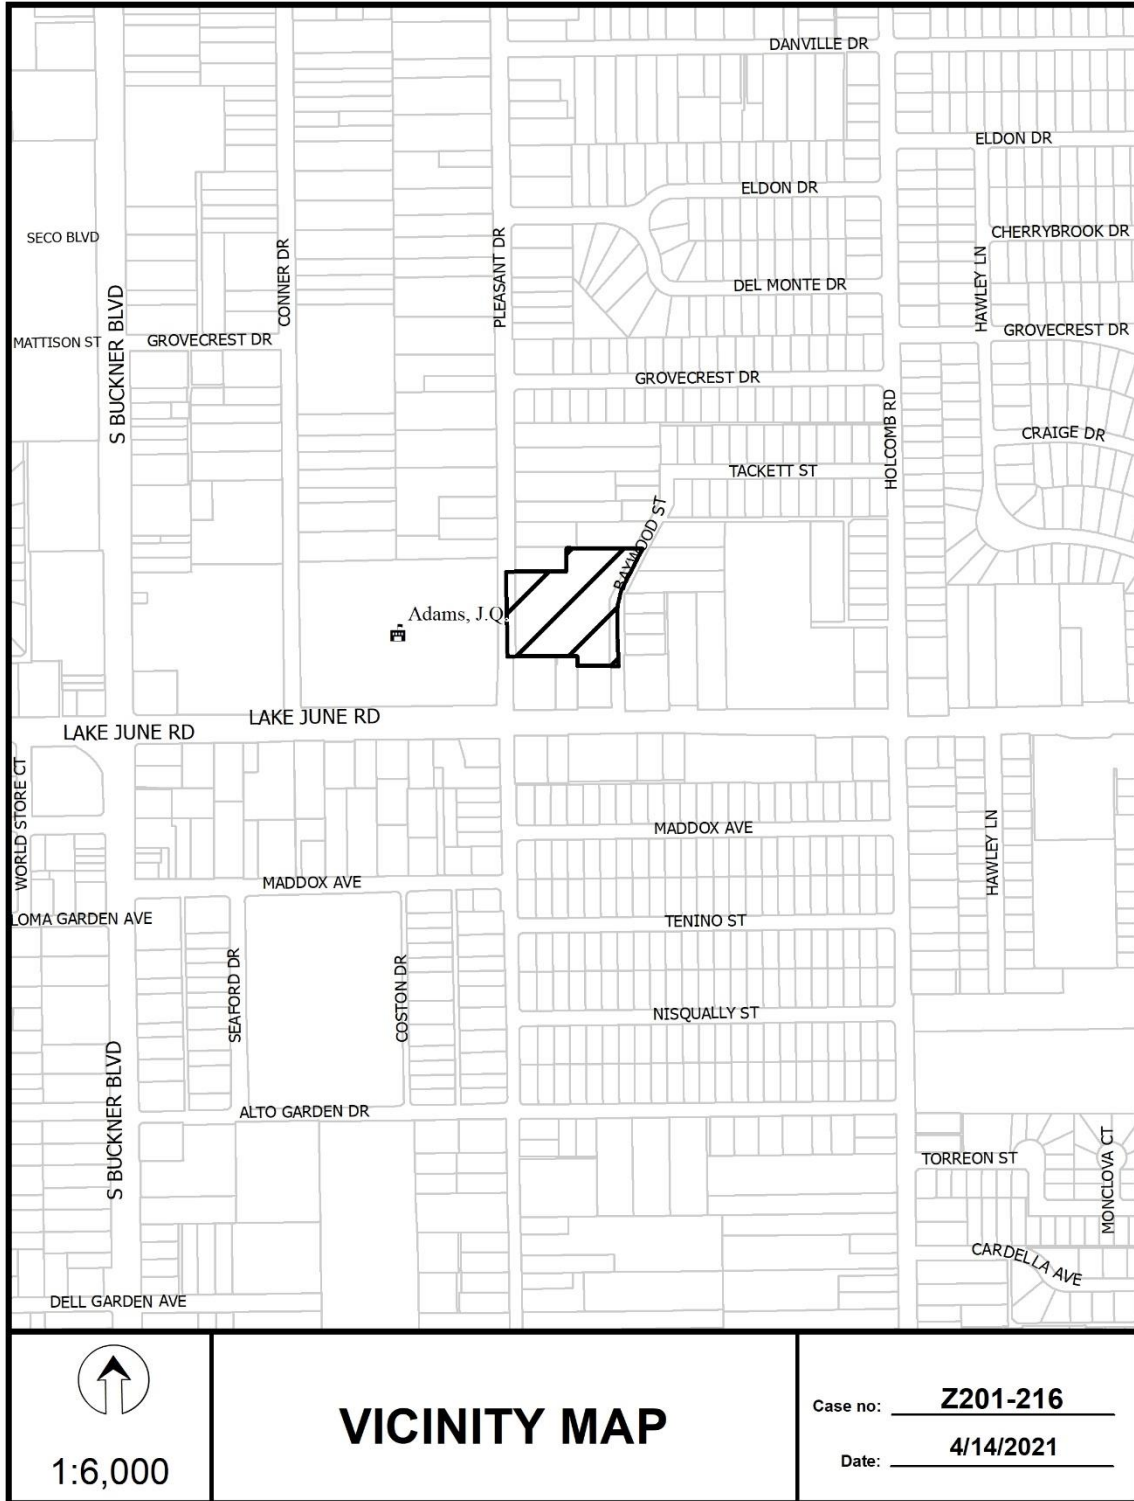 DANVILLE DR
ELDON DR
ELDON DR
SECO BLVD
CHERRYBROOK DR
CONNER DR
PLEASANT DR
HAWLEY LN
DEL MONTE DR
S BUCKNER BLVD
GROVECREST DR
MATTISON ST
GROVECREST DR
GROVECREST DR
HOLCOMB RD
CRAIGE DR
TACKETT ST
BAYWOOD ST
Adams, J.Q.
LAKE JUNE RD
LAKE JUNE RD
WORLD STORE CT
MADDOX AVE
HAWLEY LN
MADDOX AVE
LOMA GARDEN AVE
TENINO ST
SEAFORD DR
COSTON DR
NISQUALLY ST
S BUCKNER BLVD
ALTO GARDEN DR
TORREON ST
MONCLOVA CT
CARDELLA AVE
DELL GARDEN AVE
1:6,000
VICINITY MAP
Case no: Z201-216
Date: 4/14/2021